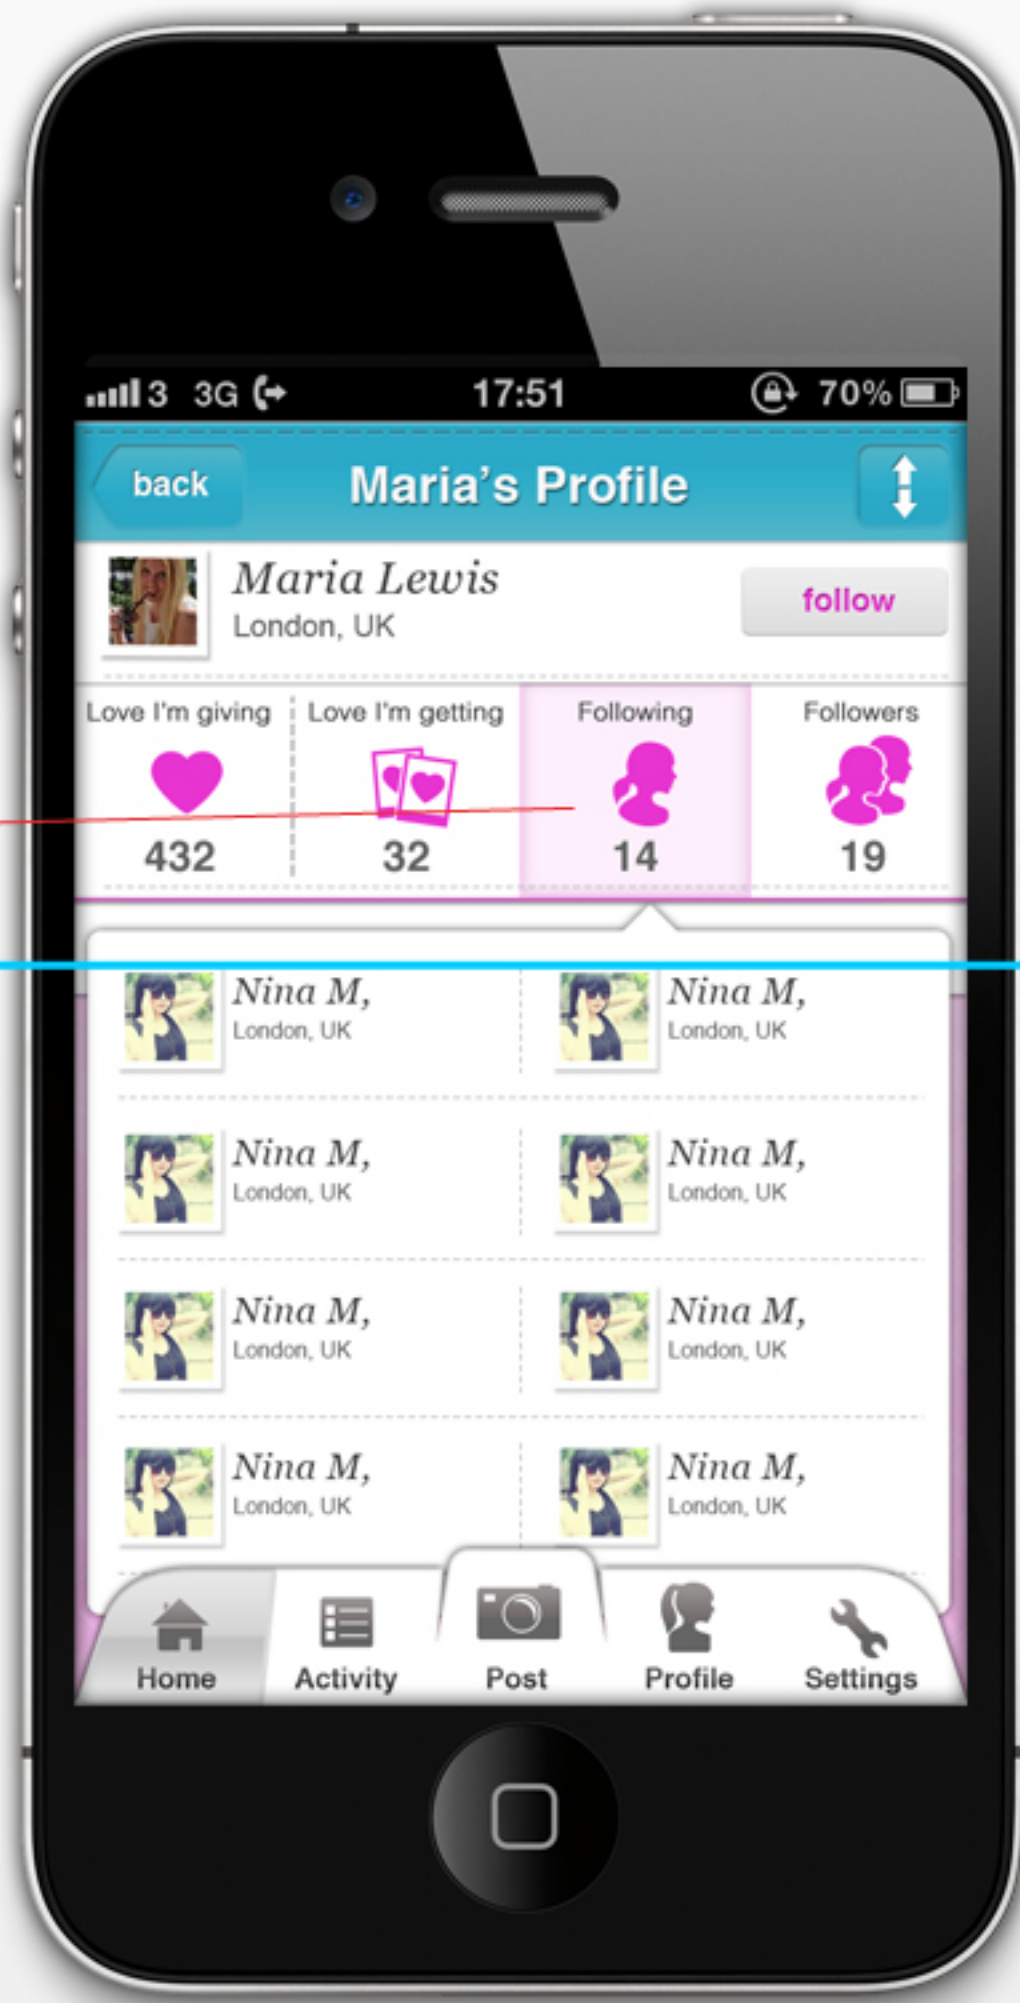 3 3G 17:51 70%
back Maria's Profile
Maria Lewis
London, UK
follow
Love I'm giving Love I'm getting Following Followers
432 32 14 19
Nina M, Nina M,
London, UK London, UK
Nina M, Nina M,
London, UK London, UK
Nina M, Nina M,
London, UK London, UK
Nina M, Nina M,
London, UK London, UK
Home Activity Post Profile Settings